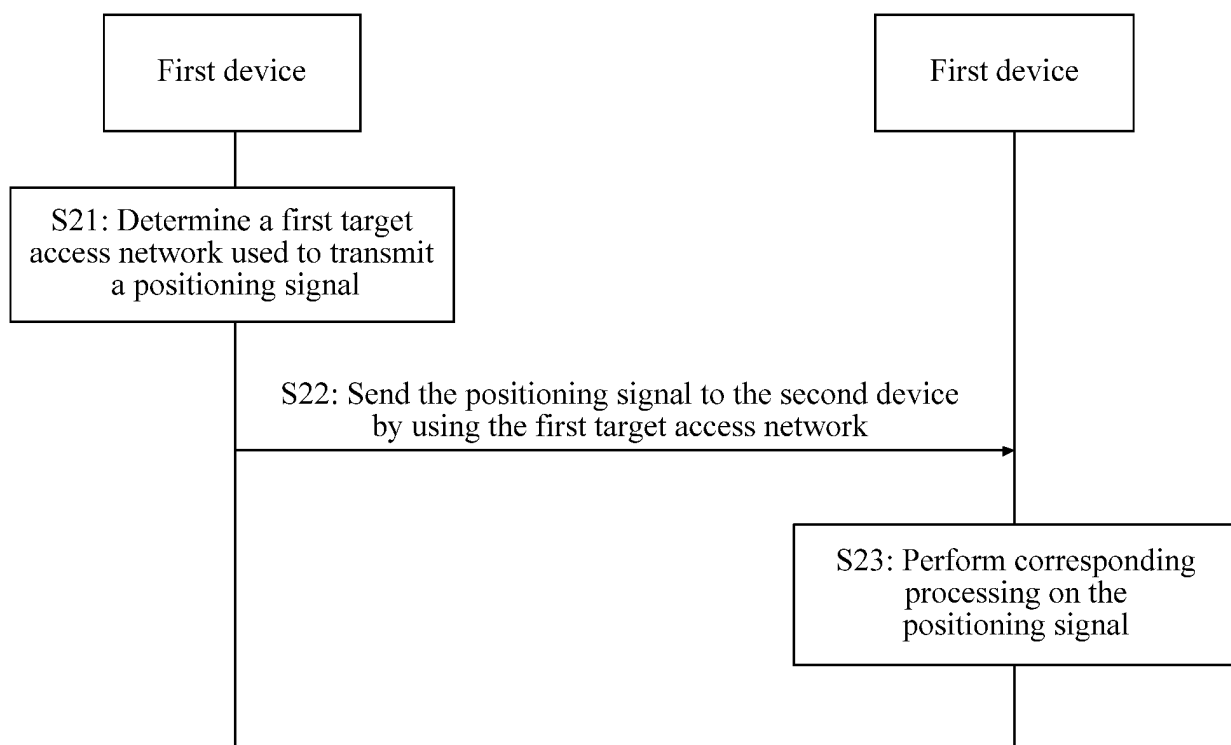 First device
First device
S21: Determine a first target
access network used to transmit
a positioning signal
S22: Send the positioning signal to the second device
by using the first target access network
S23: Perform corresponding
processing on the
positioning signal